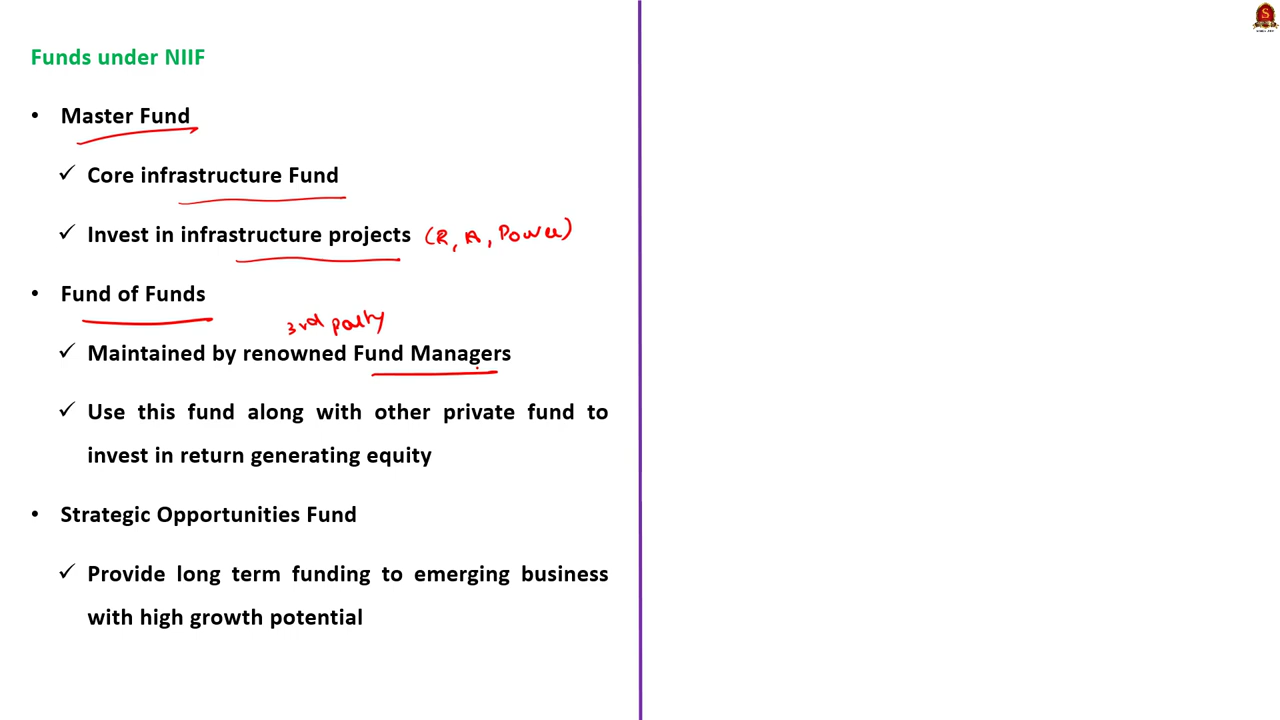 Funds under NIIF
• Master Fund
✓ Core infrastructure Fund
✓ Invest in infrastructure projects (R, A, Power)
• Fund of Funds
3rd party
✓ Maintained by renowned Fund Managers
✓ Use this fund along with other private fund to
invest in return generating equity
• Strategic Opportunities Fund
✓ Provide long term funding to emerging business
with high growth potential
S